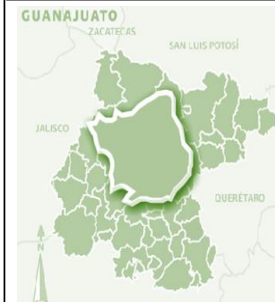 GUANAJUATO
ZACATECAS
SAN LUIS POTOSÍ
JALISCO
QUERÉTARO